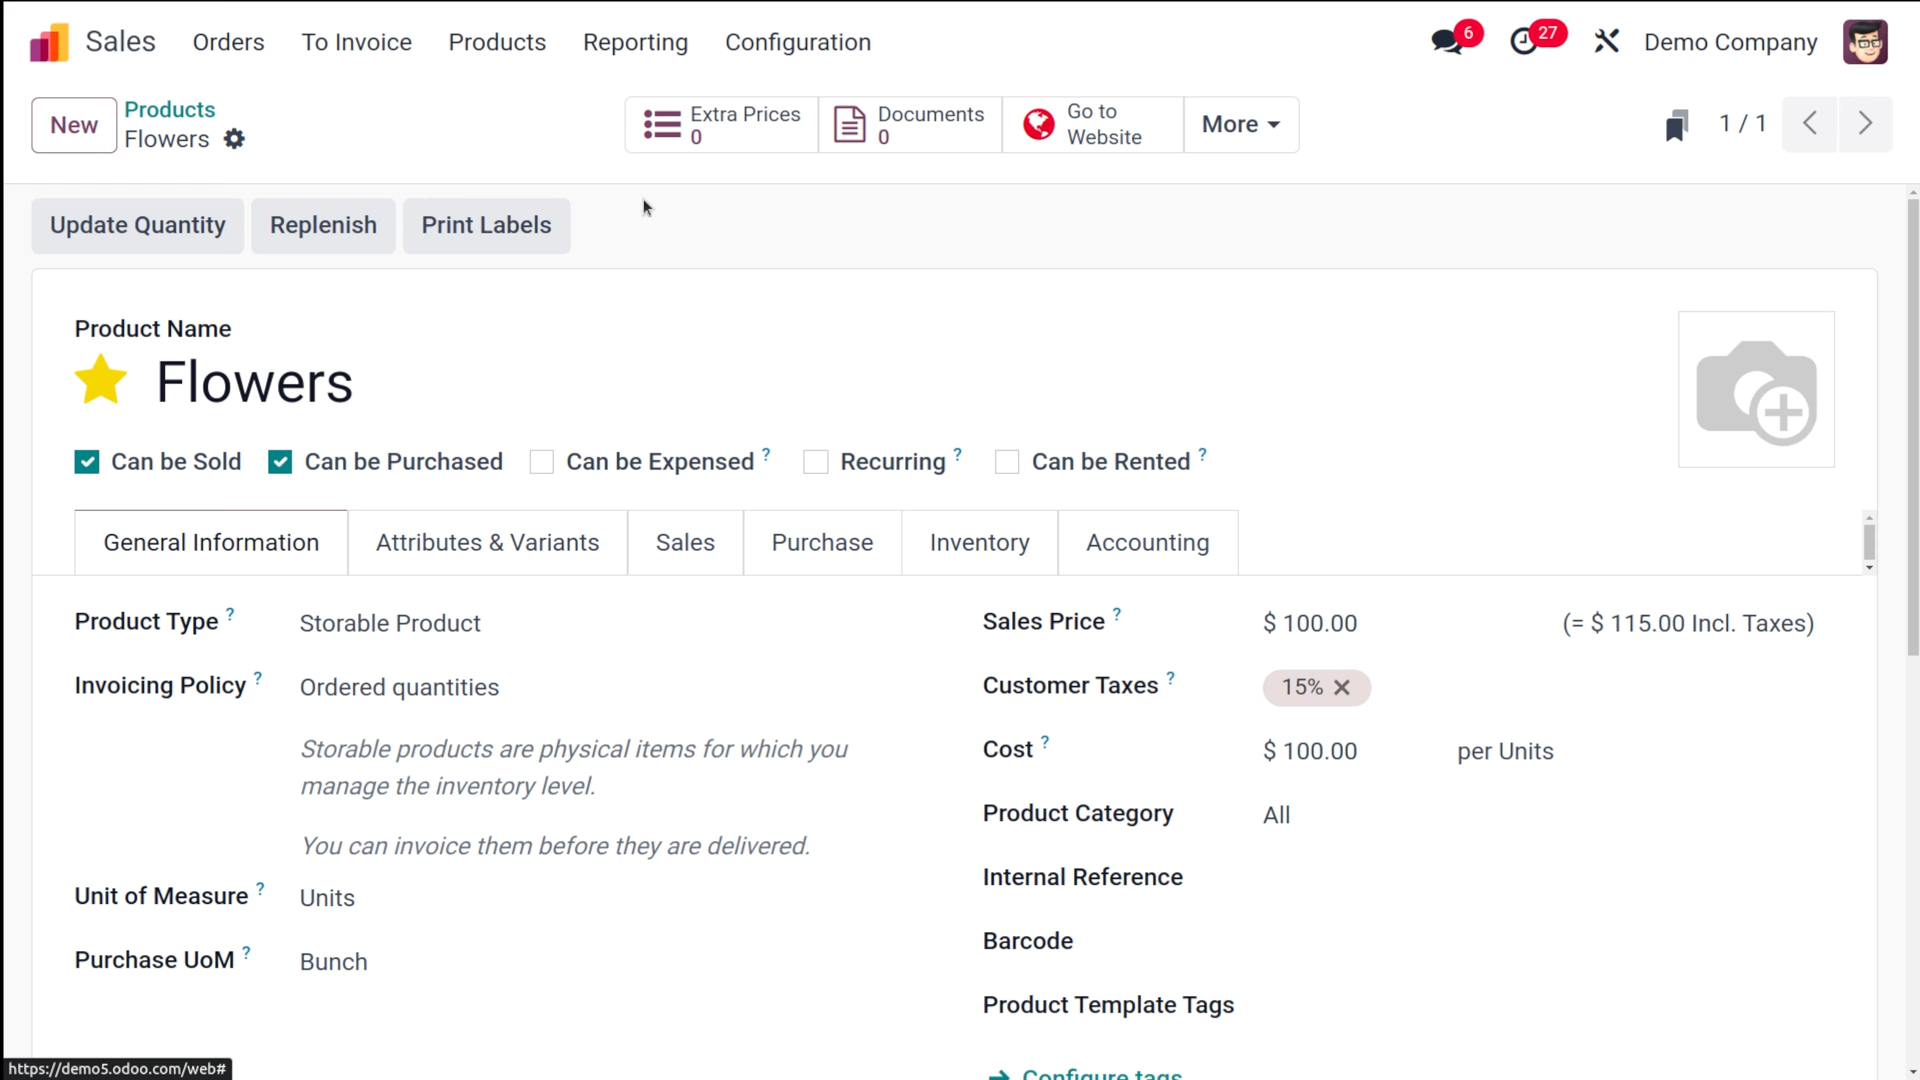 Sales Orders To Invoice Products Reporting Configuration 6 27 Demo Company
New Products Flowers
Extra Prices 0
Documents 0
Go to Website
More
1 / 1
Update Quantity Replenish Print Labels
Product Name
Flowers
Can be Sold Can be Purchased Can be Expensed ? Recurring ? Can be Rented ?
General Information Attributes & Variants Sales Purchase Inventory Accounting
Product Type ? Storable Product
Invoicing Policy ? Ordered quantities
Storable products are physical items for which you
manage the inventory level.
You can invoice them before they are delivered.
Unit of Measure ? Units
Purchase UoM ? Bunch
Sales Price ? $ 100.00 (= $ 115.00 Incl. Taxes)
Customer Taxes ? 15%
Cost ? $ 100.00 per Units
Product Category All
Internal Reference
Barcode
Product Template Tags
Configure tags
https://demo5.odoo.com/web#